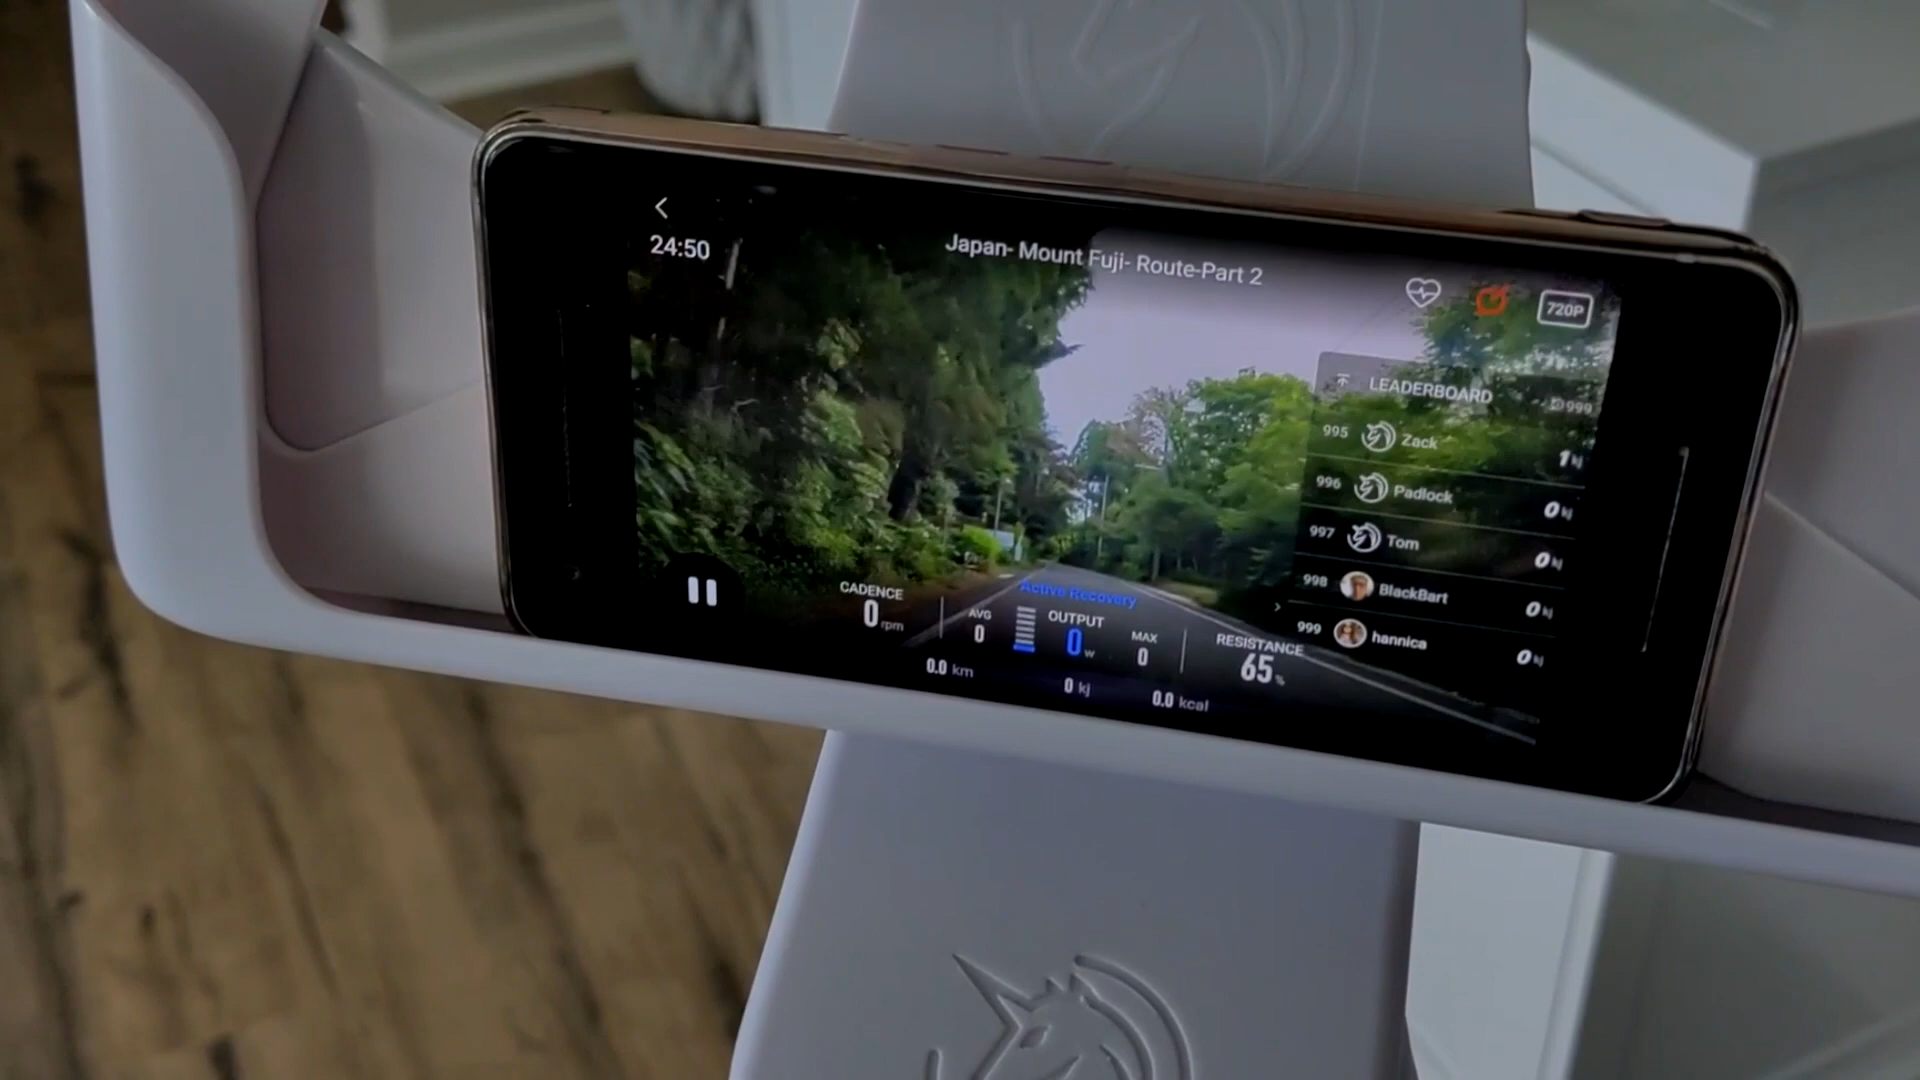 24:50
Japan- Mount Fuji- Route-Part 2
720P
LEADERBOARD
999
995 Zack 1 kj
996 Padlock 0 kj
997 Tom 0 kj
998 BlackBart 0 kj
999 hannica 0 kj
Active Recovery
CADENCE
0 rpm
AVG
0
OUTPUT
0 w
MAX
0
RESISTANCE
65 %
0.0 km
0 kj
0.0 kcal